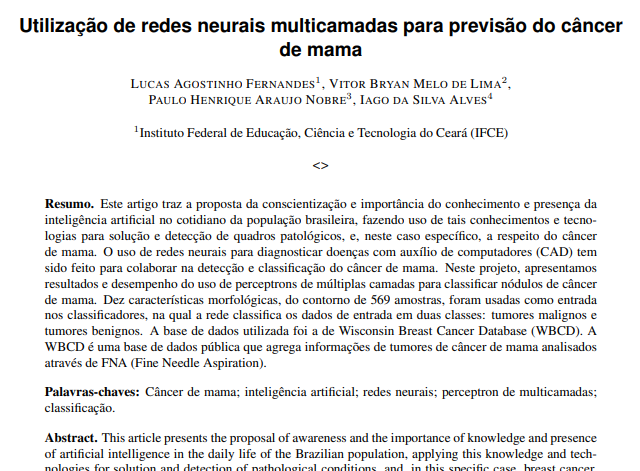 Utilização de redes neurais multicamadas para previsão do câncer
de mama
Lucas Agostinho Fernandes1, Vitor Bryan Melo de Lima2,
Paulo Henrique Araujo Nobre3, Iago da Silva Alves4
1Instituto Federal de Educação, Ciência e Tecnologia do Ceará (IFCE)
<>
Resumo. Este artigo traz a proposta da conscientização e importância do conhecimento e presença da
inteligência artificial no cotidiano da população brasileira, fazendo uso de tais conhecimentos e tecno-
logias para solução e detecção de quadros patológicos, e, neste caso específico, a respeito do câncer
de mama. O uso de redes neurais para diagnosticar doenças com auxílio de computadores (CAD) tem
sido feito para colaborar na detecção e classificação do câncer de mama. Neste projeto, apresentamos
resultados e desempenho do uso de perceptrons de múltiplas camadas para classificar nódulos de câncer
de mama. Dez características morfológicas, do contorno de 569 amostras, foram usadas como entrada
nos classificadores, na qual a rede classifica os dados de entrada em duas classes: tumores malignos e
tumores benignos. A base de dados utilizada foi a de Wisconsin Breast Cancer Database (WBCD). A
WBCD é uma base de dados pública que agrega informações de tumores de câncer de mama analisados
através de FNA (Fine Needle Aspiration).
Palavras-chaves: Câncer de mama; inteligência artificial; redes neurais; perceptron de multicamadas;
classificação.
Abstract. This article presents the proposal of awareness and the importance of knowledge and presence
of artificial intelligence in the daily life of the Brazilian population, applying this knowledge and tech-
nologies for solution and detection of pathological conditions, and, in this specific case, breast cancer.